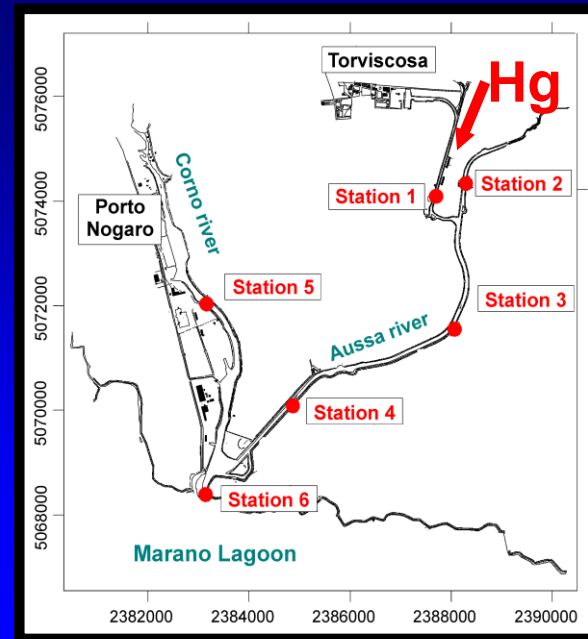 Torviscosa
Hg
5076000
Corno river
Station 2
Station 1
5074000
Porto
Nogaro
Station 5
Station 3
5072000
Aussa river
Station 4
5070000
Station 6
5068000
Marano Lagoon
2382000 2384000 2386000 2388000 2390000